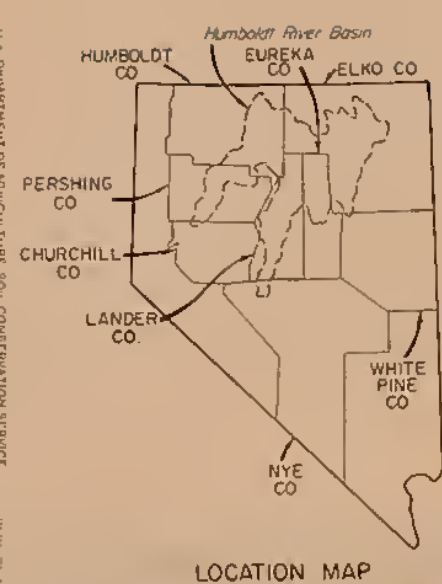 Humboldt River Basin
HUMBOLDT
CO
EUREKA
CO
ELKO CO
PERSHING
CO
CHURCHILL
CO
LANDER
CO.
WHITE
PINE
CO
NYE
CO
LOCATION MAP